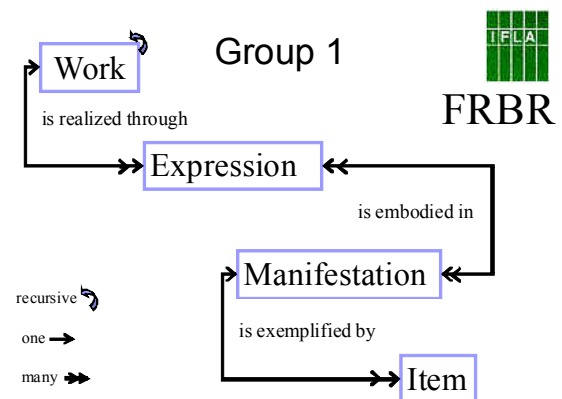 Group 1
IFLA
FRBR
Work
is realized through
Expression
is embodied in
Manifestation
is exemplified by
Item
recursive
one
many